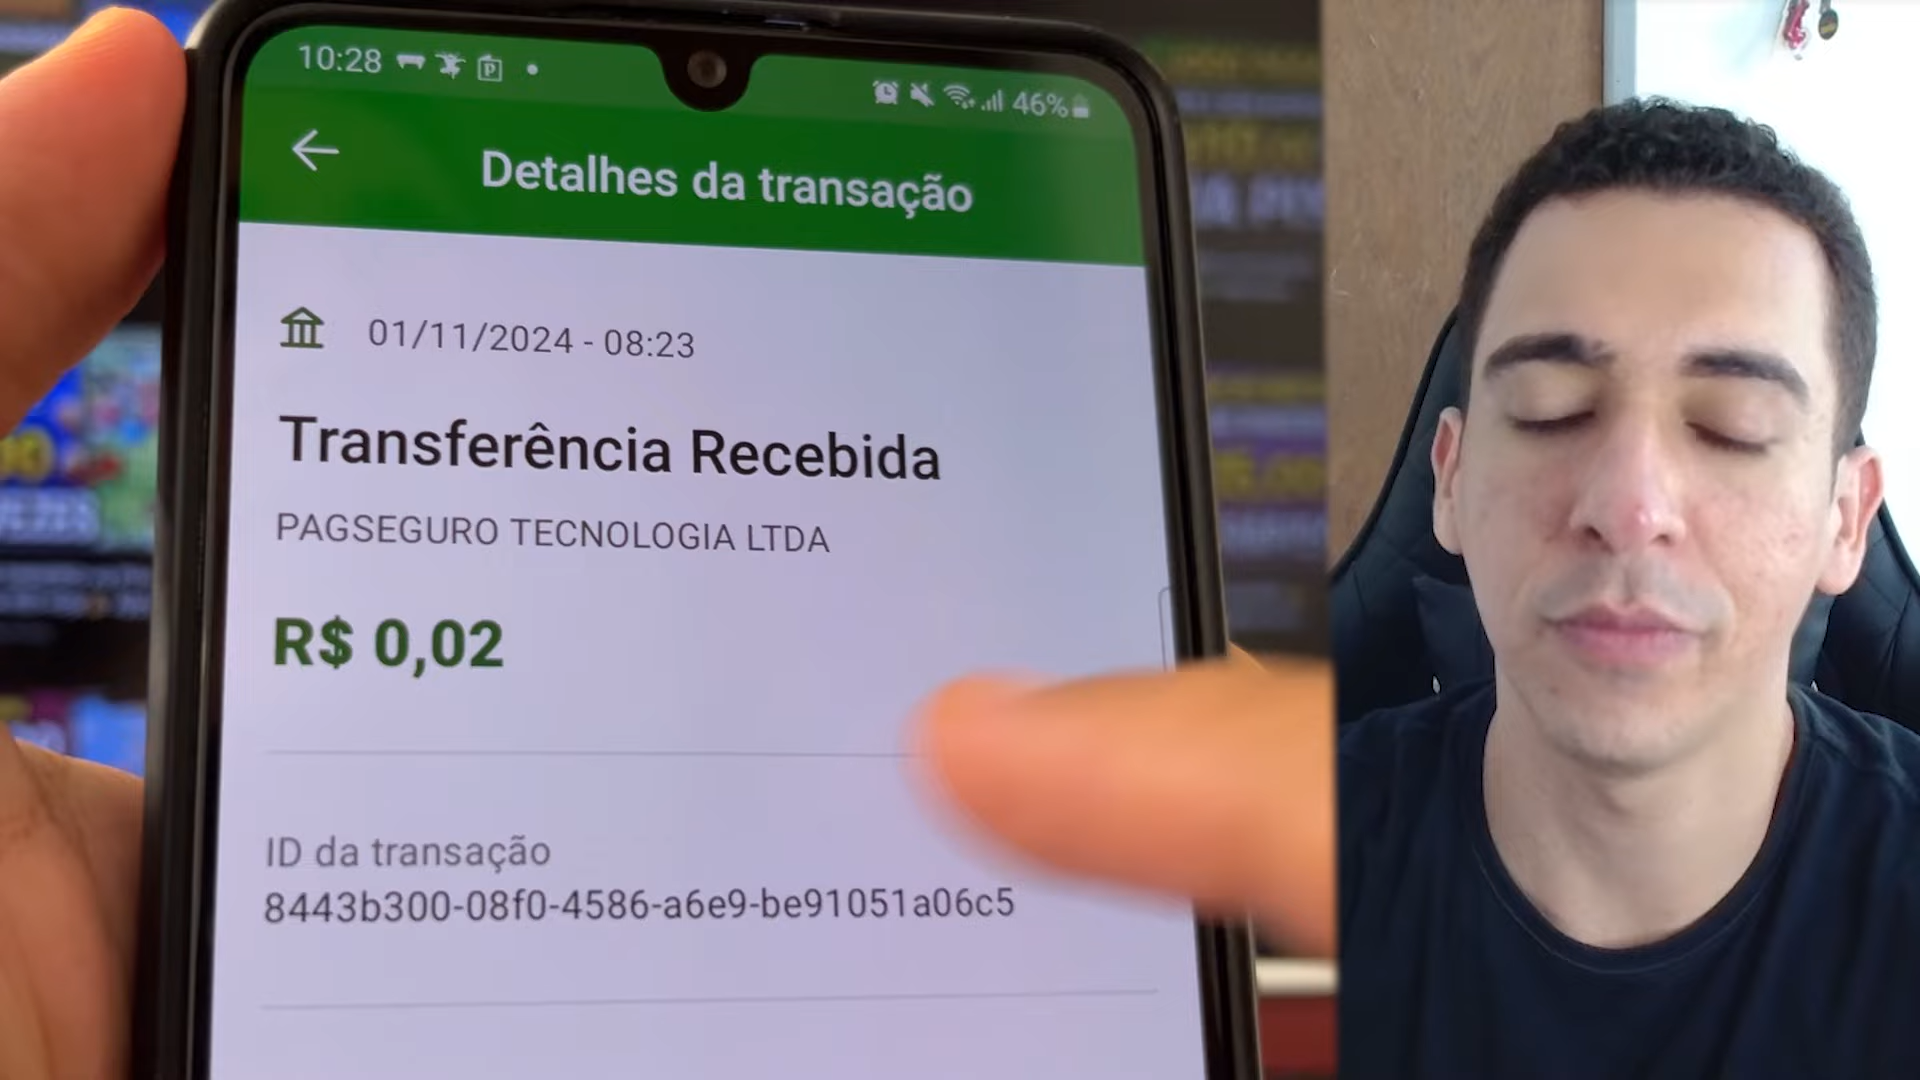 10:28
46%
Detalhes da transação
01/11/2024 - 08:23
Transferência Recebida
PAGSEGURO TECNOLOGIA LTDA
R$ 0,02
ID da transação
8443b300-08f0-4586-a6e9-be91051a06c5